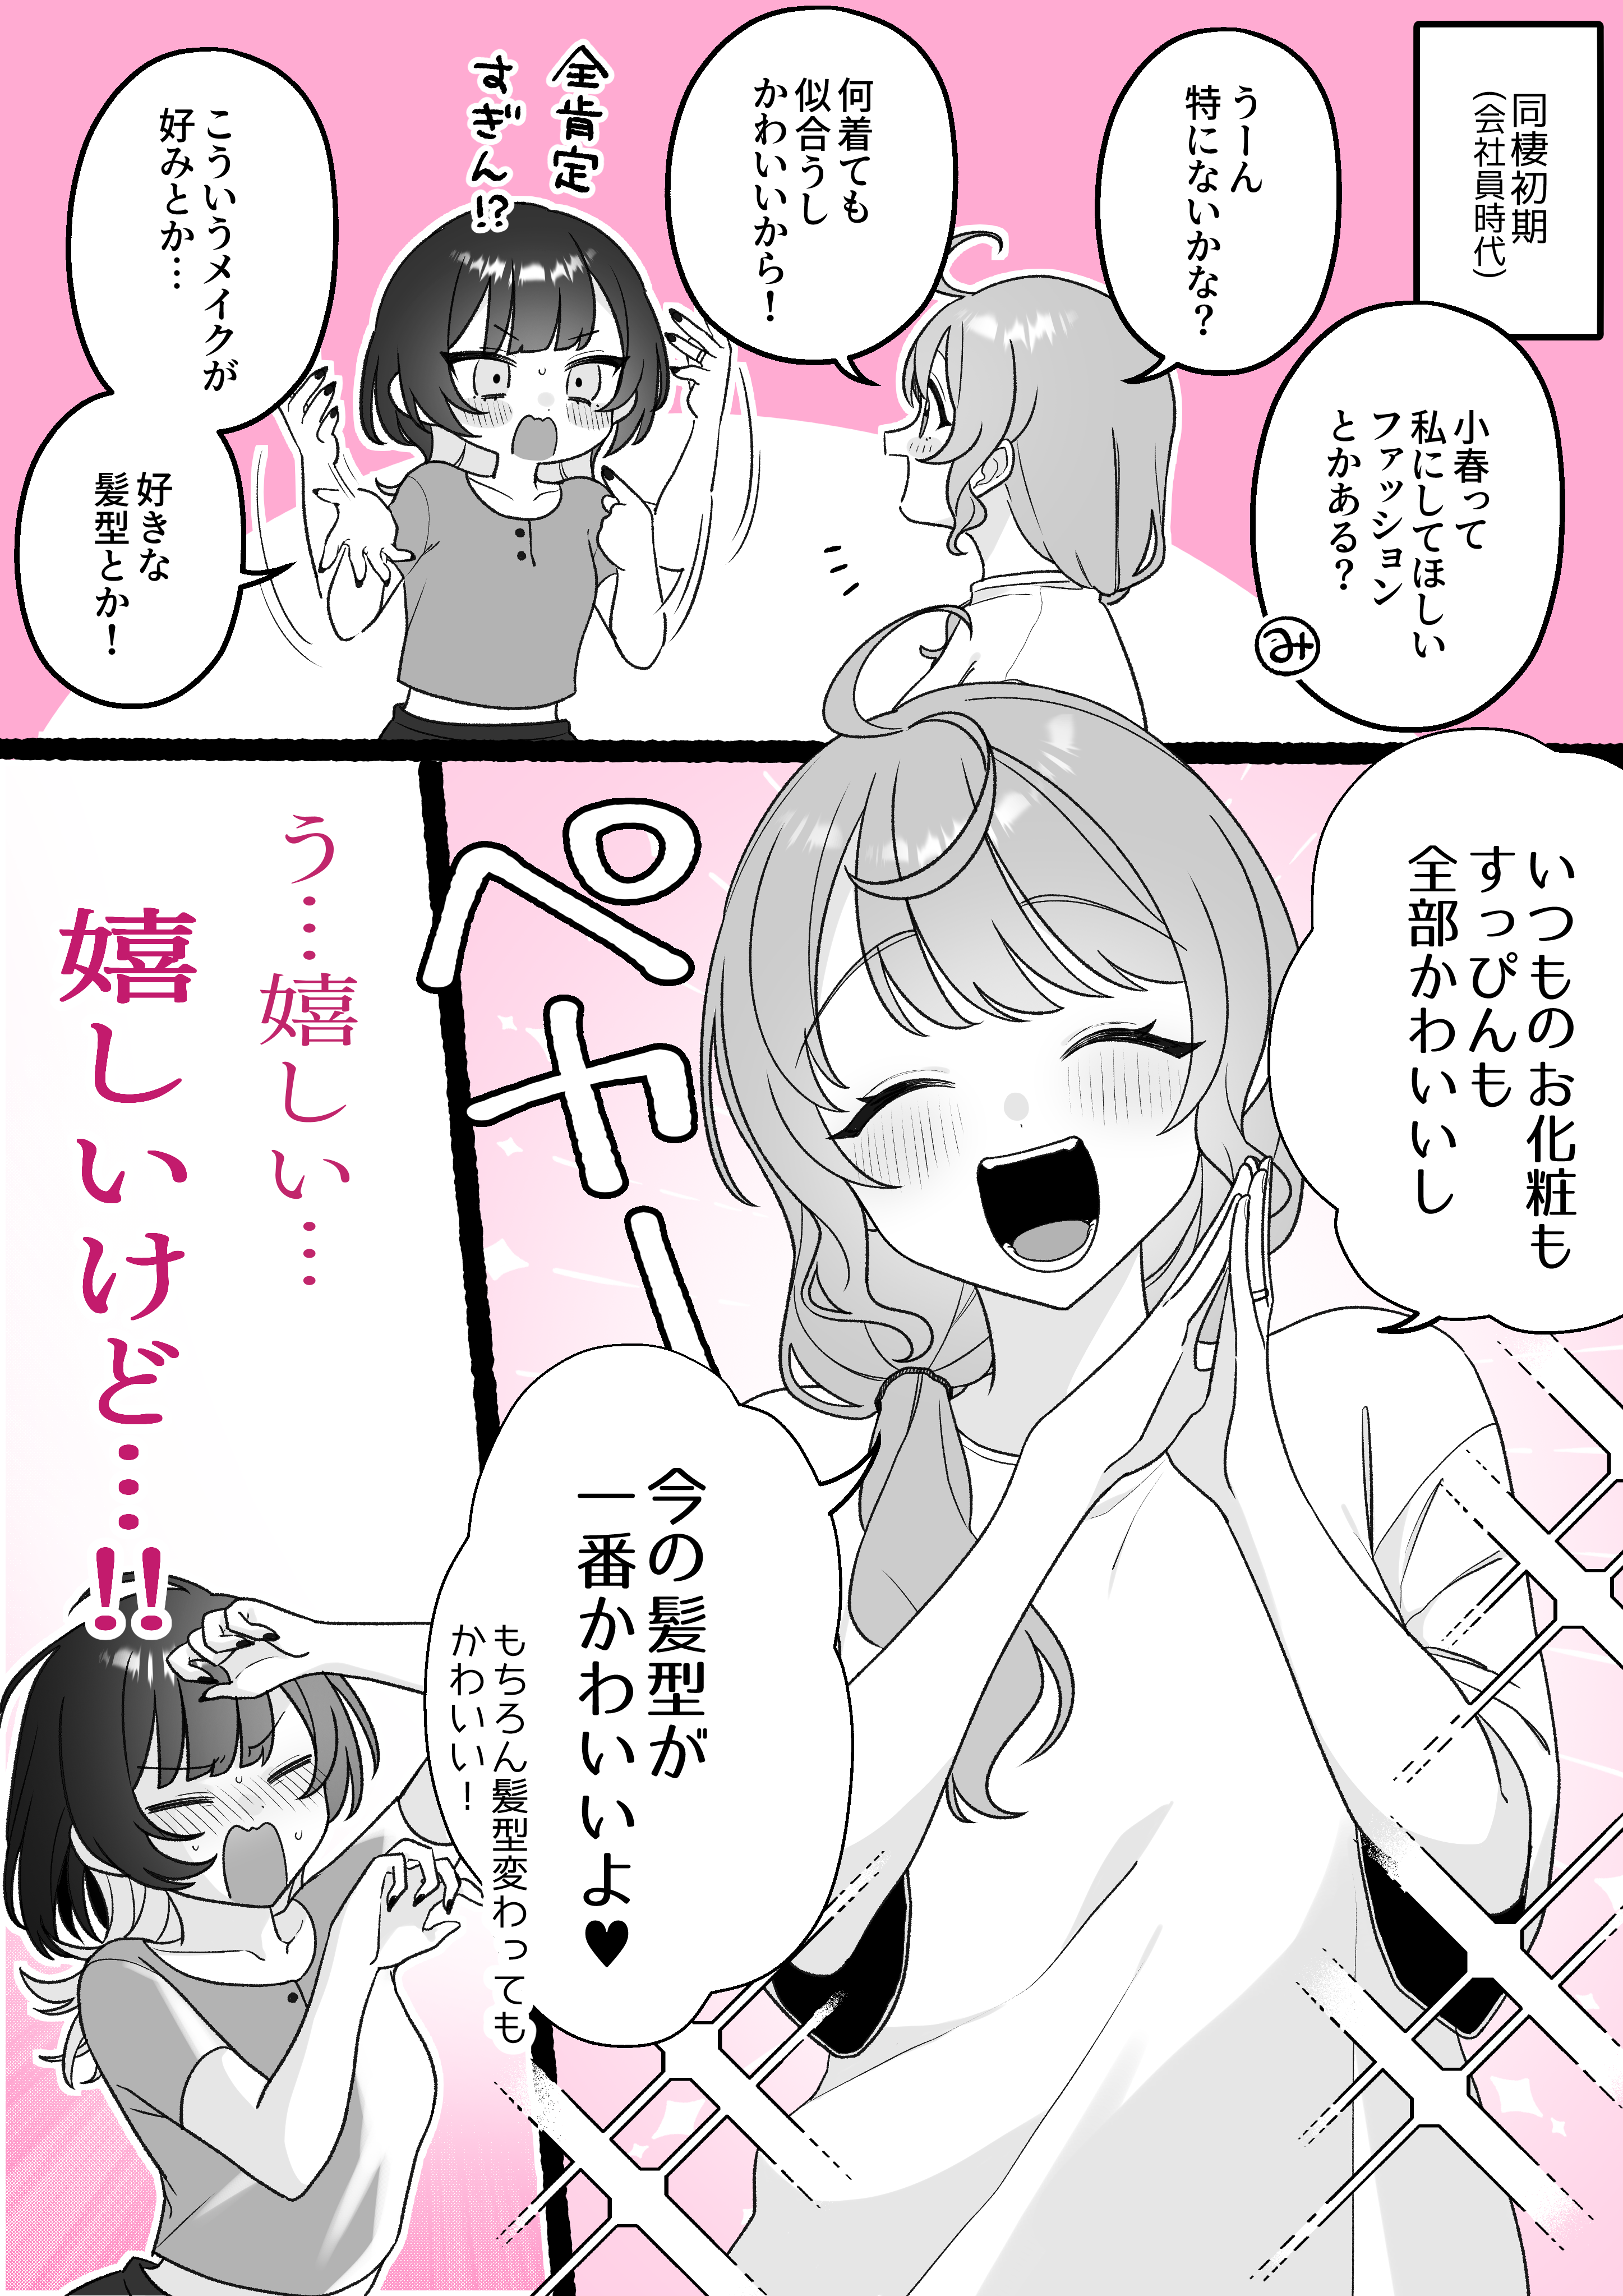 同棲初期
（会社員時代）
小春って
私にしてほしい
ファッション
とかある？
み
うーん
特にないかな？
何着ても
似合うし
かわいいから！
全肯定
すぎん!?
こういうメイクが
好みとか…
好きな
髪型とか！
いつものお化粧も
すっぴんも
全部かわいいし
ペヤー
今の髪型が
一番かわいいよ♥
もちろん髪型変わっても
かわいい！
う…嬉しい…
嬉しいけど…!!